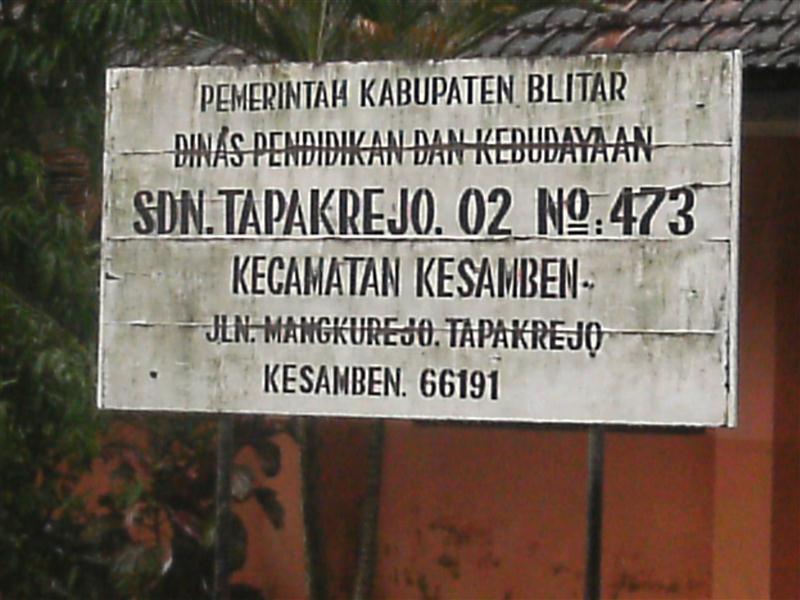 PEMERINTAH KABUPATEN BLITAR
DINAS PENDIDIKAN DAN KEBUDAYAAN
SDN. TAPAKREJO. 02 Nº: 473
KECAMATAN KESAMBEN
JLN. MANGKUREJO. TAPAKREJO
KESAMBEN. 66191